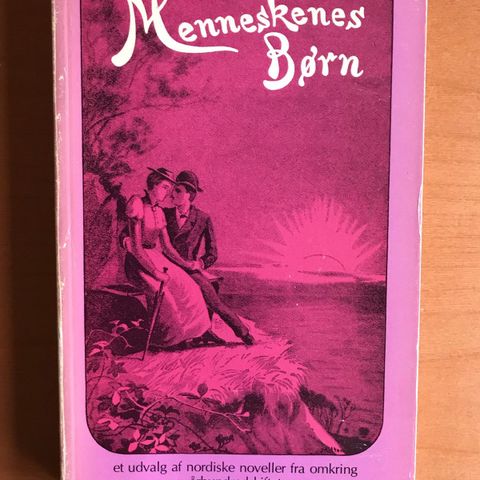 Menneskenes
Børn
et udvalg af nordiske noveller fra omkring